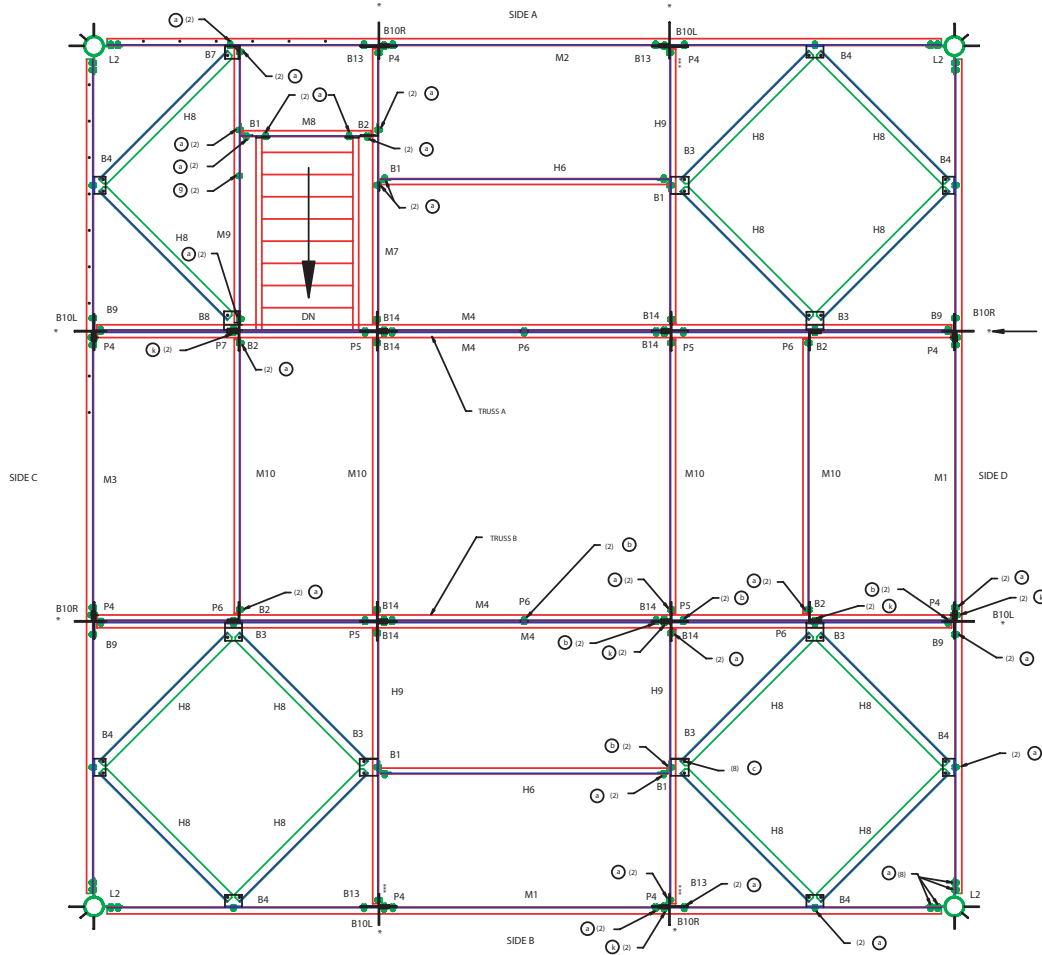 * *
SIDE A
a (2)
B10R B10L
L2 B7 (2) a B13 P4 M2 B13 P4 *** B4 L2
(2) a (2) a
H8 B1 M8 B2 H9 H8 H8
a (2) (2) a
B4 a (2) B1 H6 B3 B4
9 (2) B1
(2) a
H8 M9 M7 H8 H8
a (2)
B9 B8 DN B14 M4 B14 B3 B9 B10R
B10L * *
P4 P7 B2 P5 B14 M4 P6 B14 P5 P6 B2 P4
k (2) (2) a
TRUSS A
SIDE C M3 M10 M10 M10 M10 M1 SIDE D
TRUSS B (2) b
a (2) a (2) b (2) (2) a
(2) a (2) k
B10R P4 P6 B2 B14 M4 P6 B14 P5 (2) b B2 (2) k P4 B10L
* *
B9 B3 P5 B14 M4 b (2) B14 P6 B3 B9
k (2) (2) a (2) a
H8 H8 H9 H9 H8 H8
B4 B3 B1 b (2) B3 B4
(2) a
(8) c
H6 a (2) B1
H8 H8 H8 H8
a (2) a (8)
L2 B4 B13 *** P4 M1 P4 *** B13 (2) a B4 L2
B10L B10R
* a (2) *
SIDE B k (2) (2) a